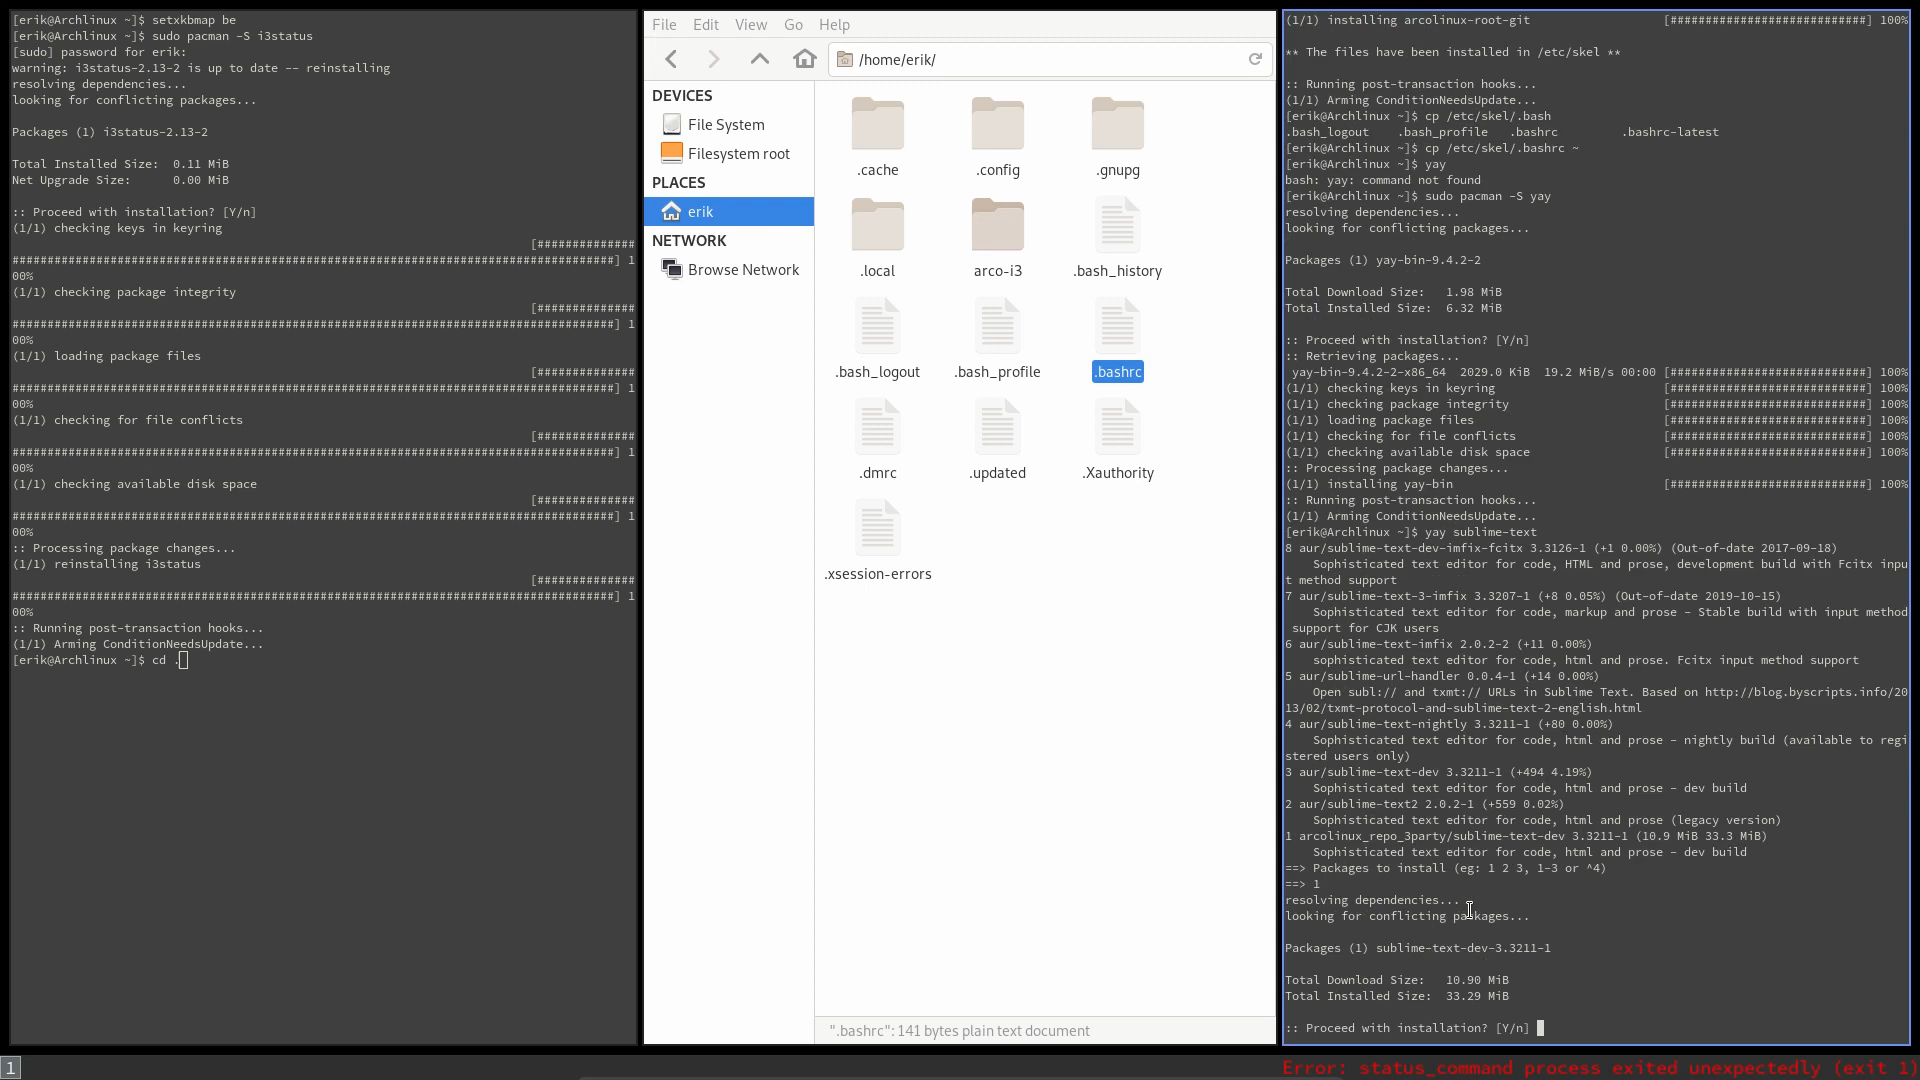 [erik@Archlinux ~]$ setxkbmap be
[erik@Archlinux ~]$ sudo pacman -S i3status
[sudo] password for erik:
warning: i3status-2.13-2 is up to date -- reinstalling
resolving dependencies...
looking for conflicting packages...
Packages (1) i3status-2.13-2
Total Installed Size:  0.11 MiB
Net Upgrade Size:      0.00 MiB
:: Proceed with installation? [Y/n]
(1/1) checking keys in keyring
[##############
######################################################################################] 1
00%
(1/1) checking package integrity
[##############
######################################################################################] 1
00%
(1/1) loading package files
[##############
######################################################################################] 1
00%
(1/1) checking for file conflicts
[##############
######################################################################################] 1
00%
(1/1) checking available disk space
[##############
######################################################################################] 1
00%
:: Processing package changes...
(1/1) reinstalling i3status
[##############
######################################################################################] 1
00%
:: Running post-transaction hooks...
(1/1) Arming ConditionNeedsUpdate...
[erik@Archlinux ~]$ cd .
File Edit View Go Help
/home/erik/
DEVICES
File System
Filesystem root
PLACES
erik
NETWORK
Browse Network
.cache .config .gnupg
.local arco-i3 .bash_history
.bash_logout .bash_profile .bashrc
.dmrc .updated .Xauthority
.xsession-errors
".bashrc": 141 bytes plain text document
(1/1) installing arcolinux-root-git [############################] 100%
** The files have been installed in /etc/skel **
:: Running post-transaction hooks...
(1/1) Arming ConditionNeedsUpdate...
[erik@Archlinux ~]$ cp /etc/skel/.bash
.bash_logout    .bash_profile   .bashrc         .bashrc-latest
[erik@Archlinux ~]$ cp /etc/skel/.bashrc ~
[erik@Archlinux ~]$ yay
bash: yay: command not found
[erik@Archlinux ~]$ sudo pacman -S yay
resolving dependencies...
looking for conflicting packages...
Packages (1) yay-bin-9.4.2-2
Total Download Size:   1.98 MiB
Total Installed Size:  6.32 MiB
:: Proceed with installation? [Y/n]
:: Retrieving packages...
yay-bin-9.4.2-2-x86_64  2029.0 KiB  19.2 MiB/s 00:00 [############################] 100%
(1/1) checking keys in keyring [############################] 100%
(1/1) checking package integrity [############################] 100%
(1/1) loading package files [############################] 100%
(1/1) checking for file conflicts [############################] 100%
(1/1) checking available disk space [############################] 100%
:: Processing package changes...
(1/1) installing yay-bin [############################] 100%
:: Running post-transaction hooks...
(1/1) Arming ConditionNeedsUpdate...
[erik@Archlinux ~]$ yay sublime-text
8 aur/sublime-text-dev-imfix-fcitx 3.3126-1 (+1 0.00%) (Out-of-date 2017-09-18)
Sophisticated text editor for code, HTML and prose, development build with Fcitx inpu
t method support
7 aur/sublime-text-3-imfix 3.3207-1 (+8 0.05%) (Out-of-date 2019-10-15)
Sophisticated text editor for code, markup and prose - Stable build with input method
support for CJK users
6 aur/sublime-text-imfix 2.0.2-2 (+11 0.00%)
sophisticated text editor for code, html and prose. Fcitx input method support
5 aur/sublime-url-handler 0.0.4-1 (+14 0.00%)
Open subl:// and txmt:// URLs in Sublime Text. Based on http://blog.byscripts.info/20
13/02/txmt-protocol-and-sublime-text-2-english.html
4 aur/sublime-text-nightly 3.3211-1 (+80 0.00%)
Sophisticated text editor for code, html and prose - nightly build (available to regi
stered users only)
3 aur/sublime-text-dev 3.3211-1 (+494 4.19%)
Sophisticated text editor for code, html and prose - dev build
2 aur/sublime-text2 2.0.2-1 (+559 0.02%)
Sophisticated text editor for code, html and prose (legacy version)
1 arcolinux_repo_3party/sublime-text-dev 3.3211-1 (10.9 MiB 33.3 MiB)
Sophisticated text editor for code, html and prose - dev build
==> Packages to install (eg: 1 2 3, 1-3 or ^4)
==> 1
resolving dependencies...
looking for conflicting packages...
Packages (1) sublime-text-dev-3.3211-1
Total Download Size:   10.90 MiB
Total Installed Size:  33.29 MiB
:: Proceed with installation? [Y/n]
1
Error: status_command process exited unexpectedly (exit 1)